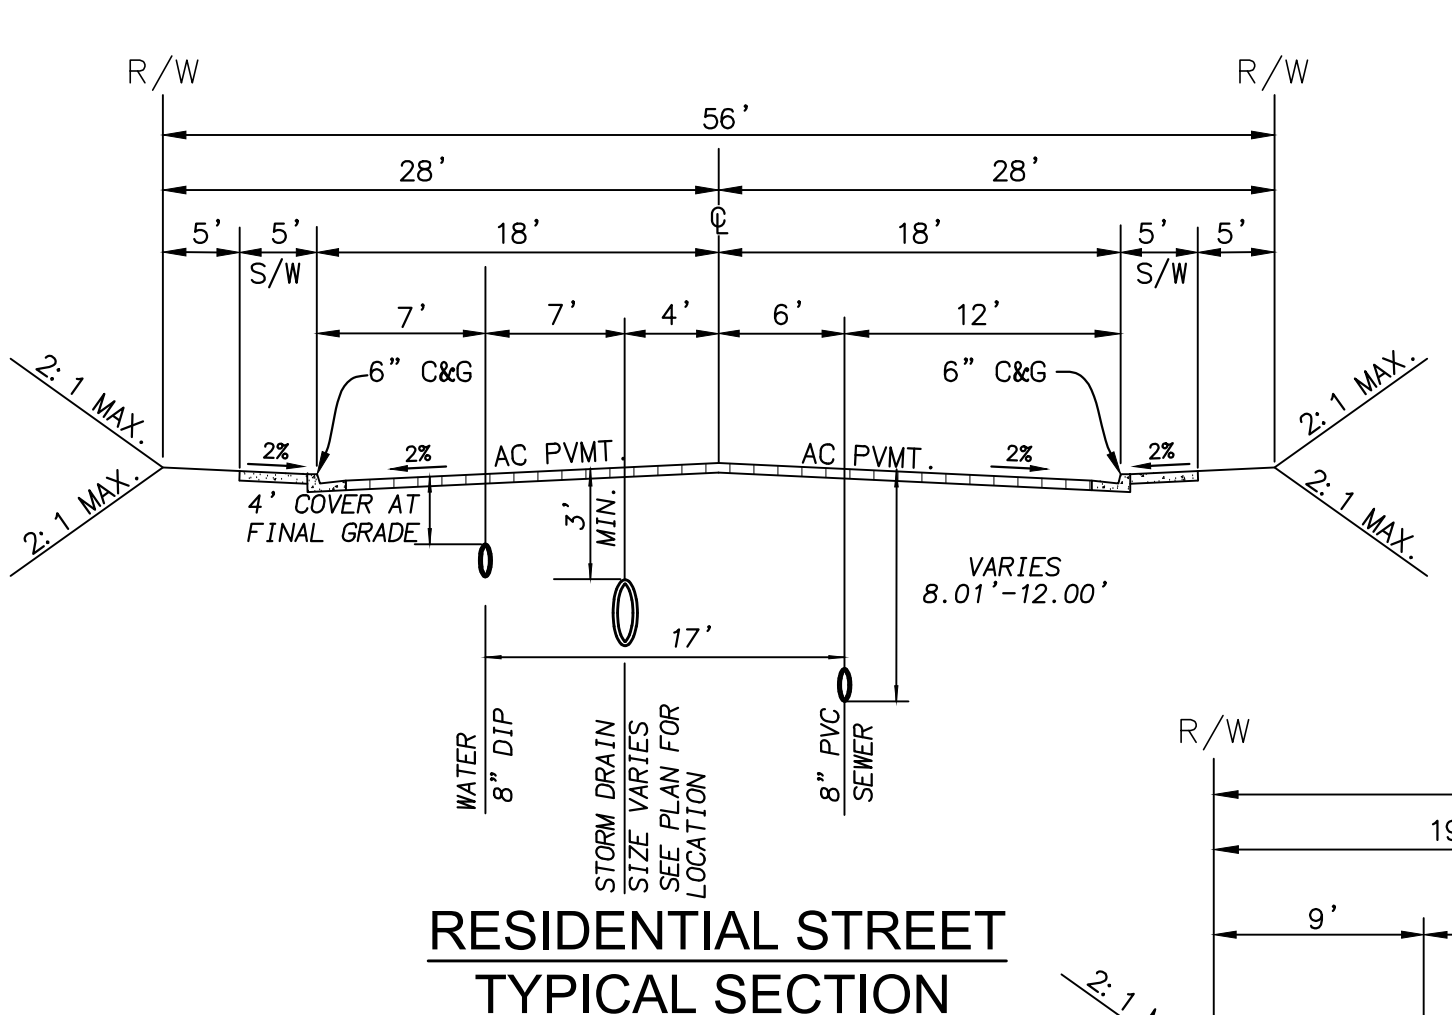 R/W
R/W
56'
28'
28'
℄
5'
5'
18'
18'
5'
5'
S/W
S/W
7'
7'
4'
6'
12'
2: 1 MAX.
6" C&G
6" C&G
2: 1 MAX.
2%
2%
AC PVMT.
AC PVMT.
2%
2%
2: 1 MAX.
4' COVER AT
FINAL GRADE
3'
MIN.
2: 1 MAX.
VARIES
8.01'-12.00'
17'
WATER
8" DIP
STORM DRAIN
SIZE VARIES
SEE PLAN FOR
LOCATION
8" PVC
SEWER
R/W
19
9'
2: 1
RESIDENTIAL STREET
TYPICAL SECTION